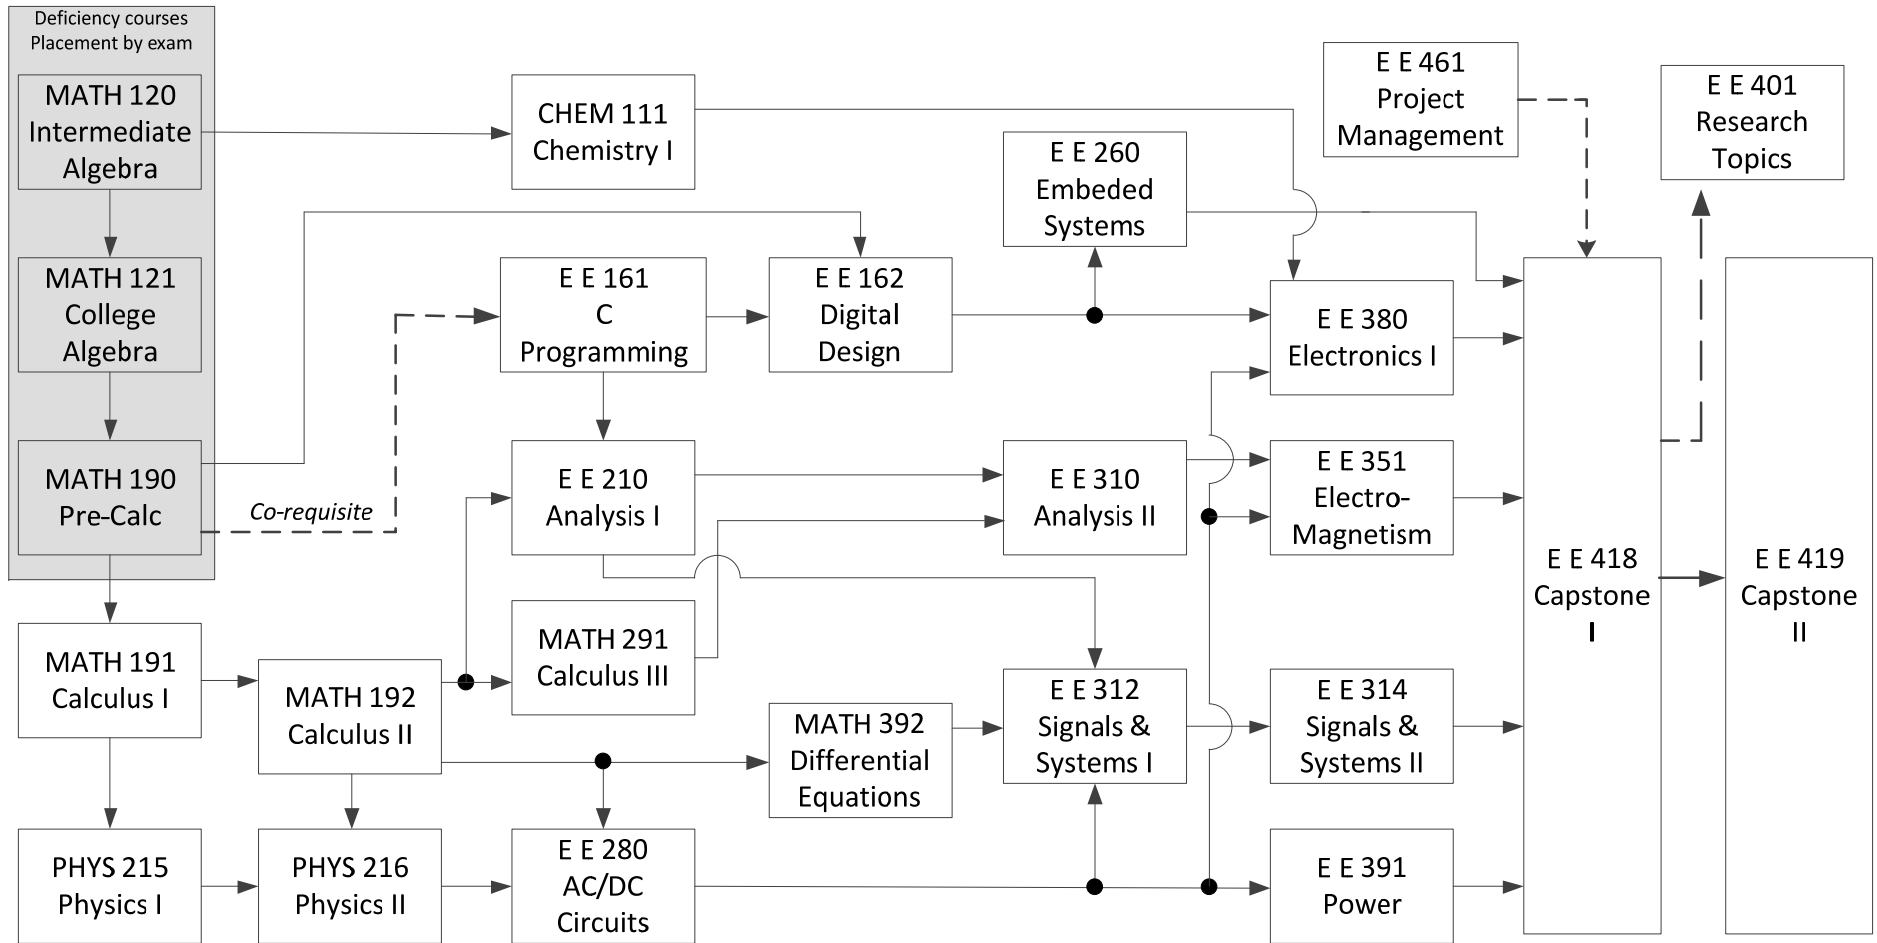 Deficiency courses
Placement by exam
MATH 120
Intermediate
Algebra
CHEM 111
Chemistry I
E E 461
Project
Management
E E 401
Research
Topics
E E 260
Embeded
Systems
MATH 121
College
Algebra
E E 161
C
Programming
E E 162
Digital
Design
E E 380
Electronics I
MATH 190
Pre-Calc
Co-requisite
E E 210
Analysis I
E E 310
Analysis II
E E 351
Electro-
Magnetism
E E 418
Capstone
I
E E 419
Capstone
II
MATH 191
Calculus I
MATH 192
Calculus II
MATH 291
Calculus III
MATH 392
Differential
Equations
E E 312
Signals &
Systems I
E E 314
Signals &
Systems II
PHYS 215
Physics I
PHYS 216
Physics II
E E 280
AC/DC
Circuits
E E 391
Power